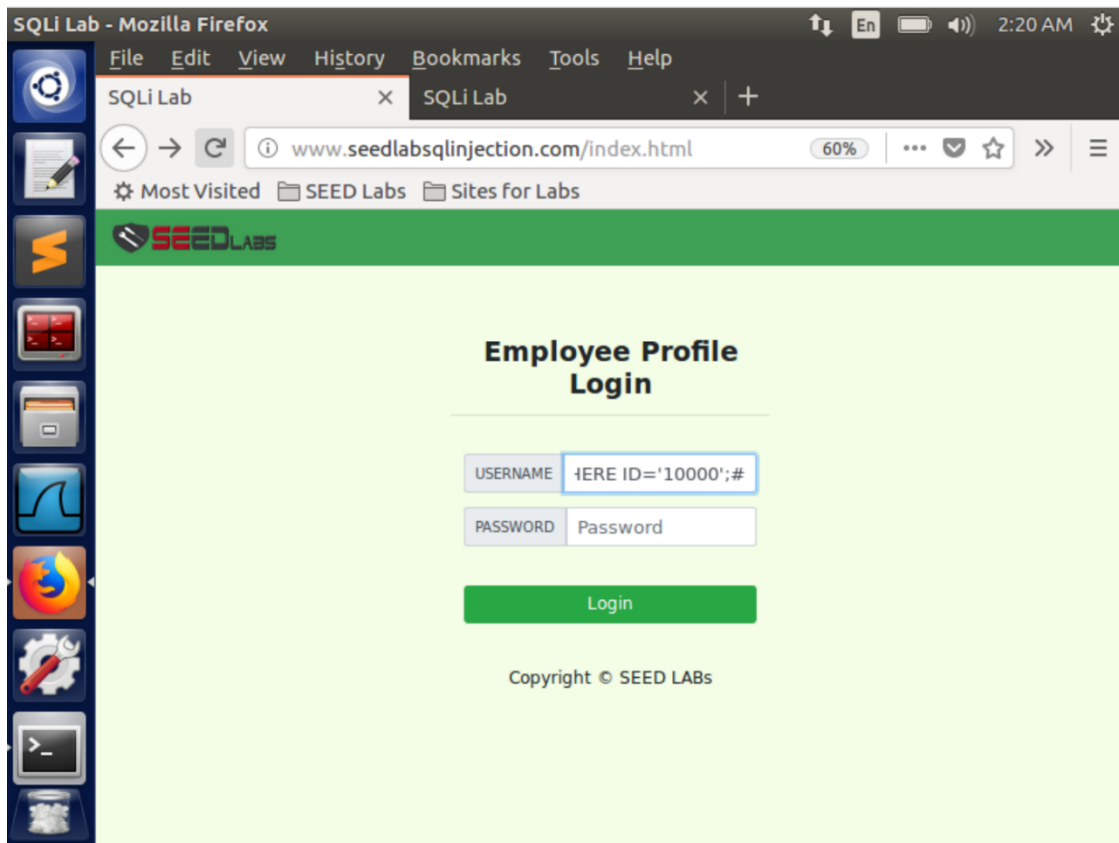 SQLi Lab - Mozilla Firefox En 2:20 AM
File Edit View History Bookmarks Tools Help
SQLi Lab SQLi Lab
www.seedlabsqlinjection.com/index.html 60%
Most Visited SEED Labs Sites for Labs
SEEDLABS
Employee Profile
Login
USERNAME HERE ID='10000';#
PASSWORD Password
Login
Copyright © SEED LABs